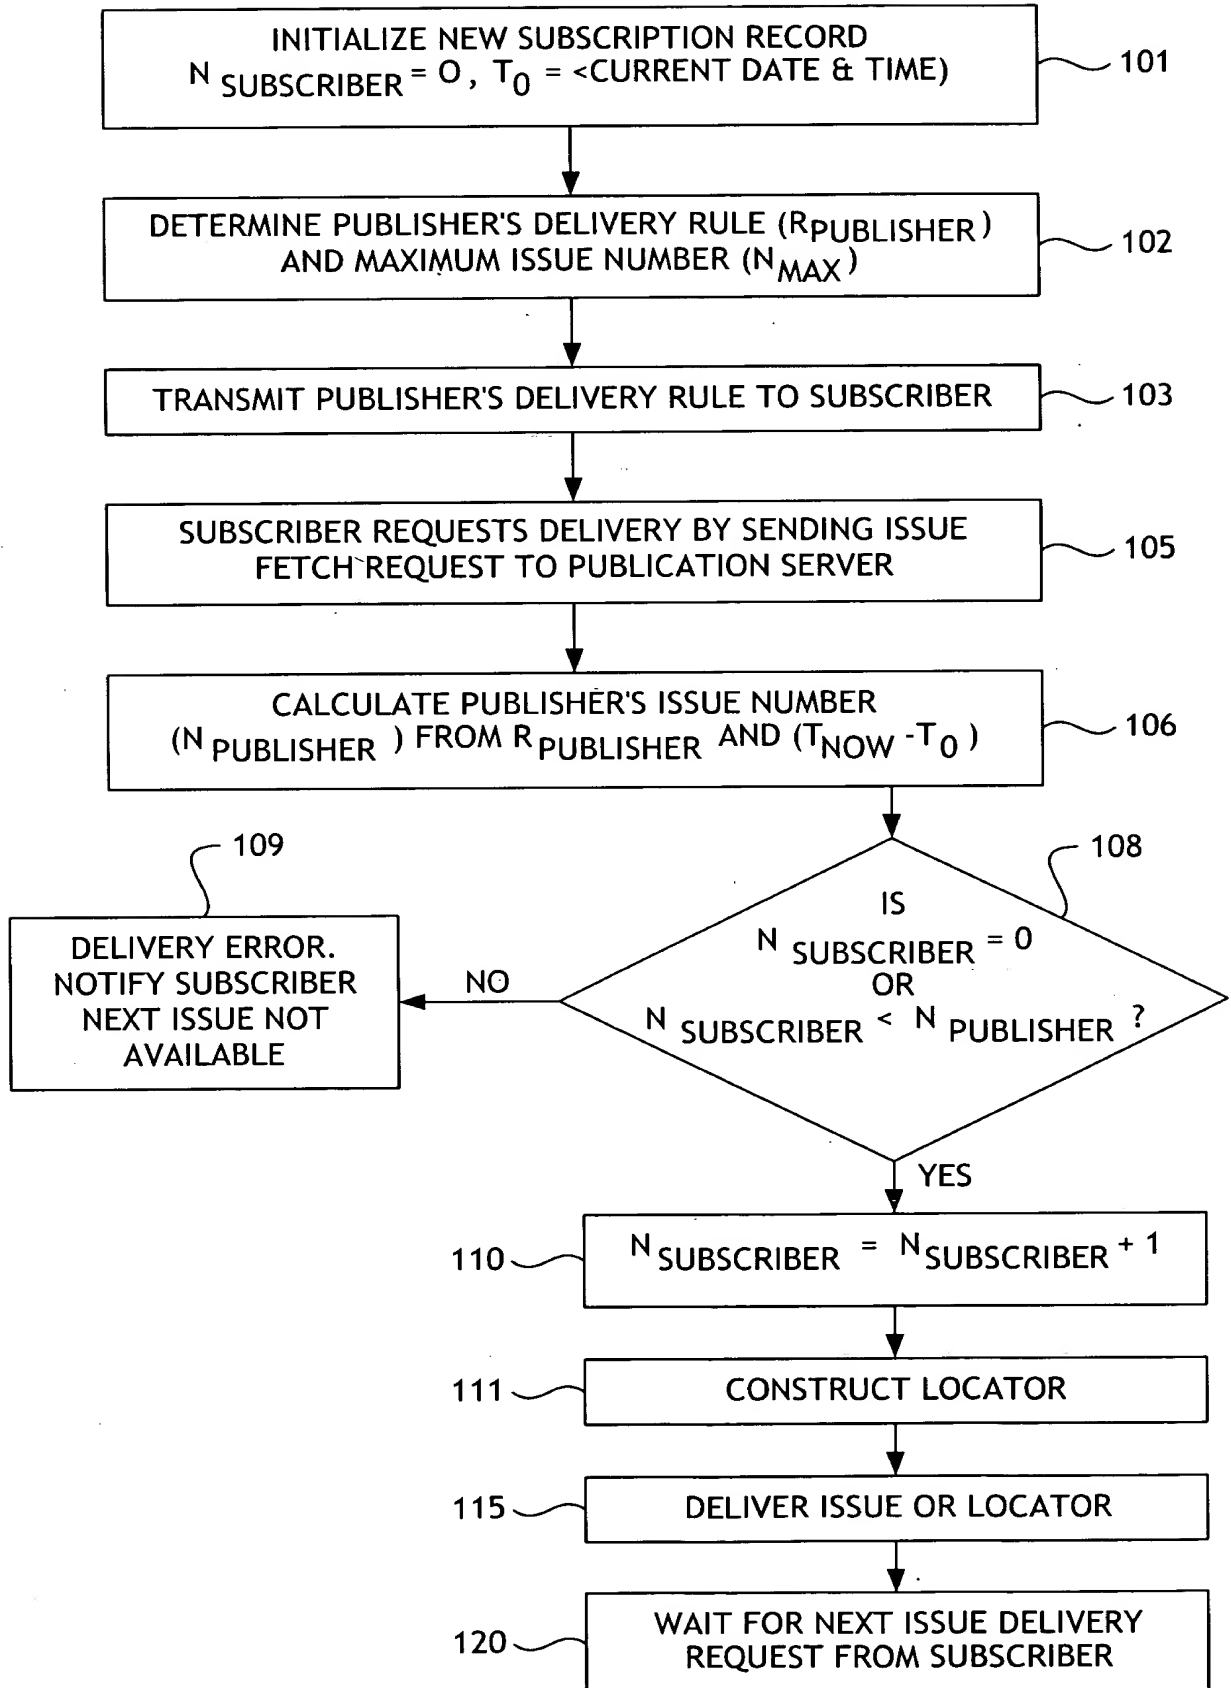 INITIALIZE NEW SUBSCRIPTION RECORD
N SUBSCRIBER = 0, T0 = <CURRENT DATE & TIME)
101
DETERMINE PUBLISHER'S DELIVERY RULE (RPUBLISHER)
AND MAXIMUM ISSUE NUMBER (NMAX)
102
TRANSMIT PUBLISHER'S DELIVERY RULE TO SUBSCRIBER
103
SUBSCRIBER REQUESTS DELIVERY BY SENDING ISSUE
FETCH REQUEST TO PUBLICATION SERVER
105
CALCULATE PUBLISHER'S ISSUE NUMBER
(N PUBLISHER ) FROM RPUBLISHER AND (TNOW -T0 )
106
109
108
DELIVERY ERROR.
NOTIFY SUBSCRIBER
NEXT ISSUE NOT
AVAILABLE
NO
IS
N SUBSCRIBER = 0
OR
N SUBSCRIBER < N PUBLISHER ?
YES
110
NSUBSCRIBER = NSUBSCRIBER + 1
111
CONSTRUCT LOCATOR
115
DELIVER ISSUE OR LOCATOR
120
WAIT FOR NEXT ISSUE DELIVERY
REQUEST FROM SUBSCRIBER